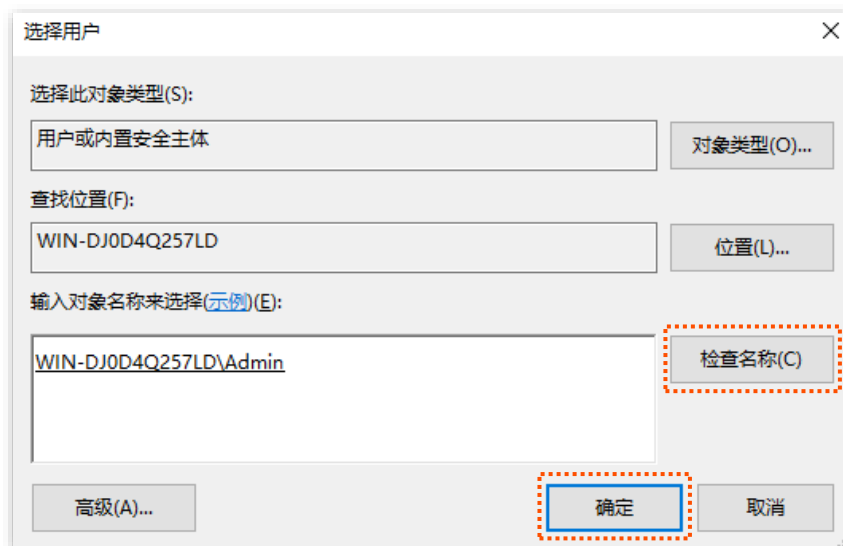 选择用户
选择此对象类型(S):
用户或内置安全主体
对象类型(O)...
查找位置(F):
WIN-DJ0D4Q257LD
位置(L)...
输入对象名称来选择(示例)(E):
WIN-DJ0D4Q257LD\Admin
检查名称(C)
高级(A)...
确定
取消